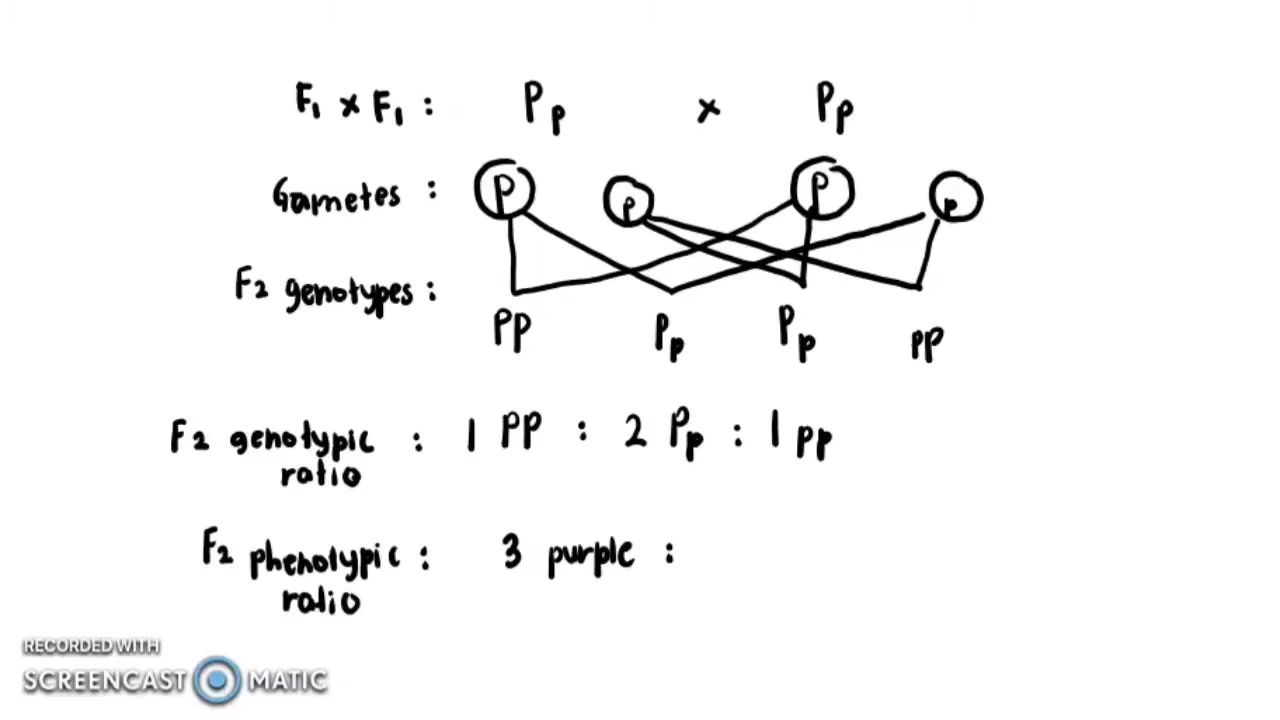 F1 x F1 : Pp x Pp
Gametes : P p P p
F2 genotypes :
PP Pp Pp pp
F2 genotypic : 1 PP : 2 Pp : 1 pp
ratio
F2 phenotypic : 3 purple :
ratio
RECORDED WITH
SCREENCAST MATIC